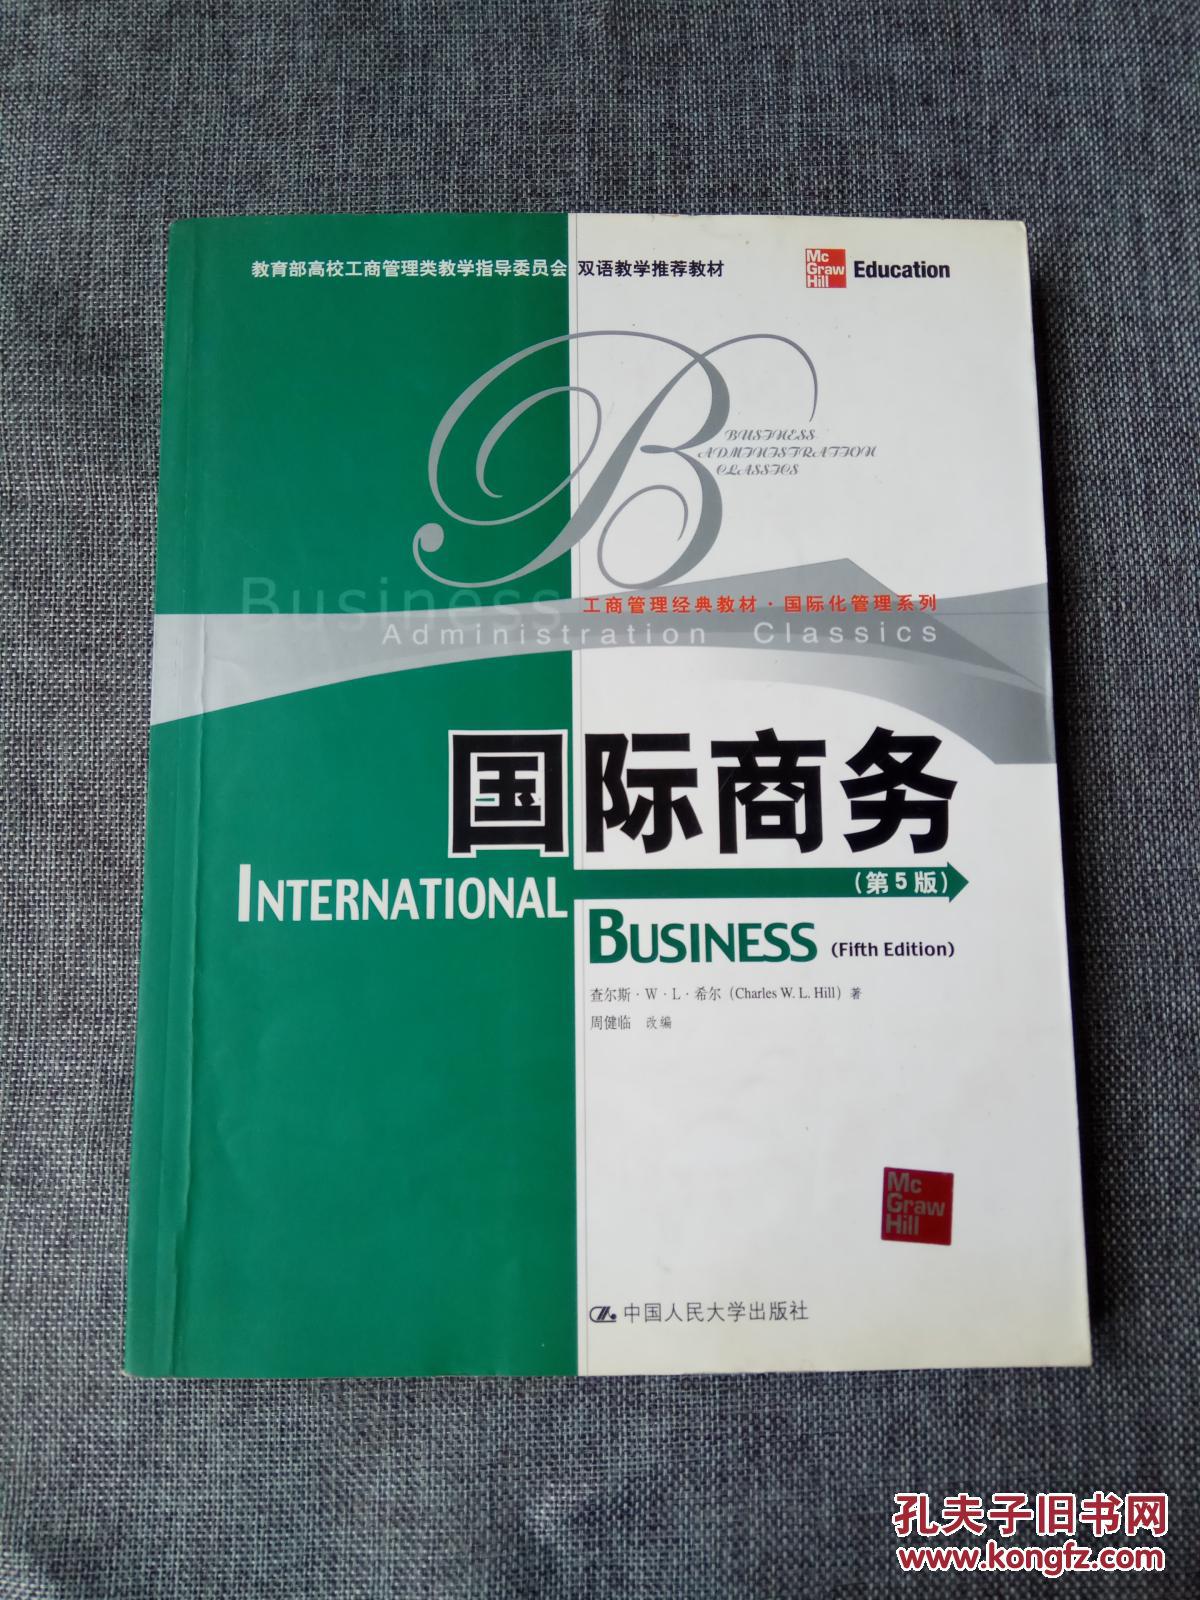 教育部高校工商管理类教学指导委员会 双语教学推荐教材
Mc
Graw
Hill
Education
BUSINESS
ADMINISTRATION
CLASSICS
Business
工商管理经典教材·国际化管理系列
Administration Classics
国际商务
(第5版)
INTERNATIONAL
BUSINESS (Fifth Edition)
查尔斯·W·L·希尔（Charles W. L. Hill）著
周健临 改编
Mc
Graw
Hill
中国人民大学出版社
孔夫子旧书网
www.kongfz.com